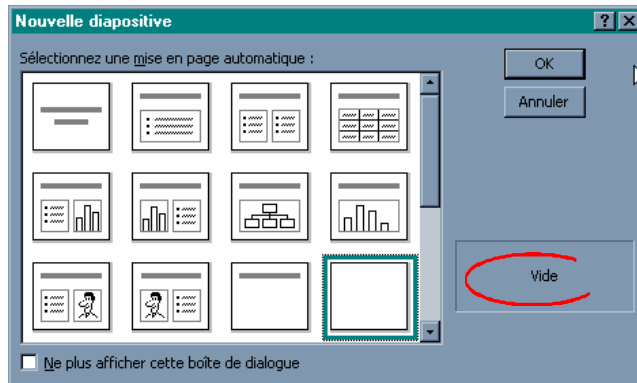 Nouvelle diapositive
Sélectionnez une mise en page automatique :
OK
Annuler
Vide
Ne plus afficher cette boîte de dialogue